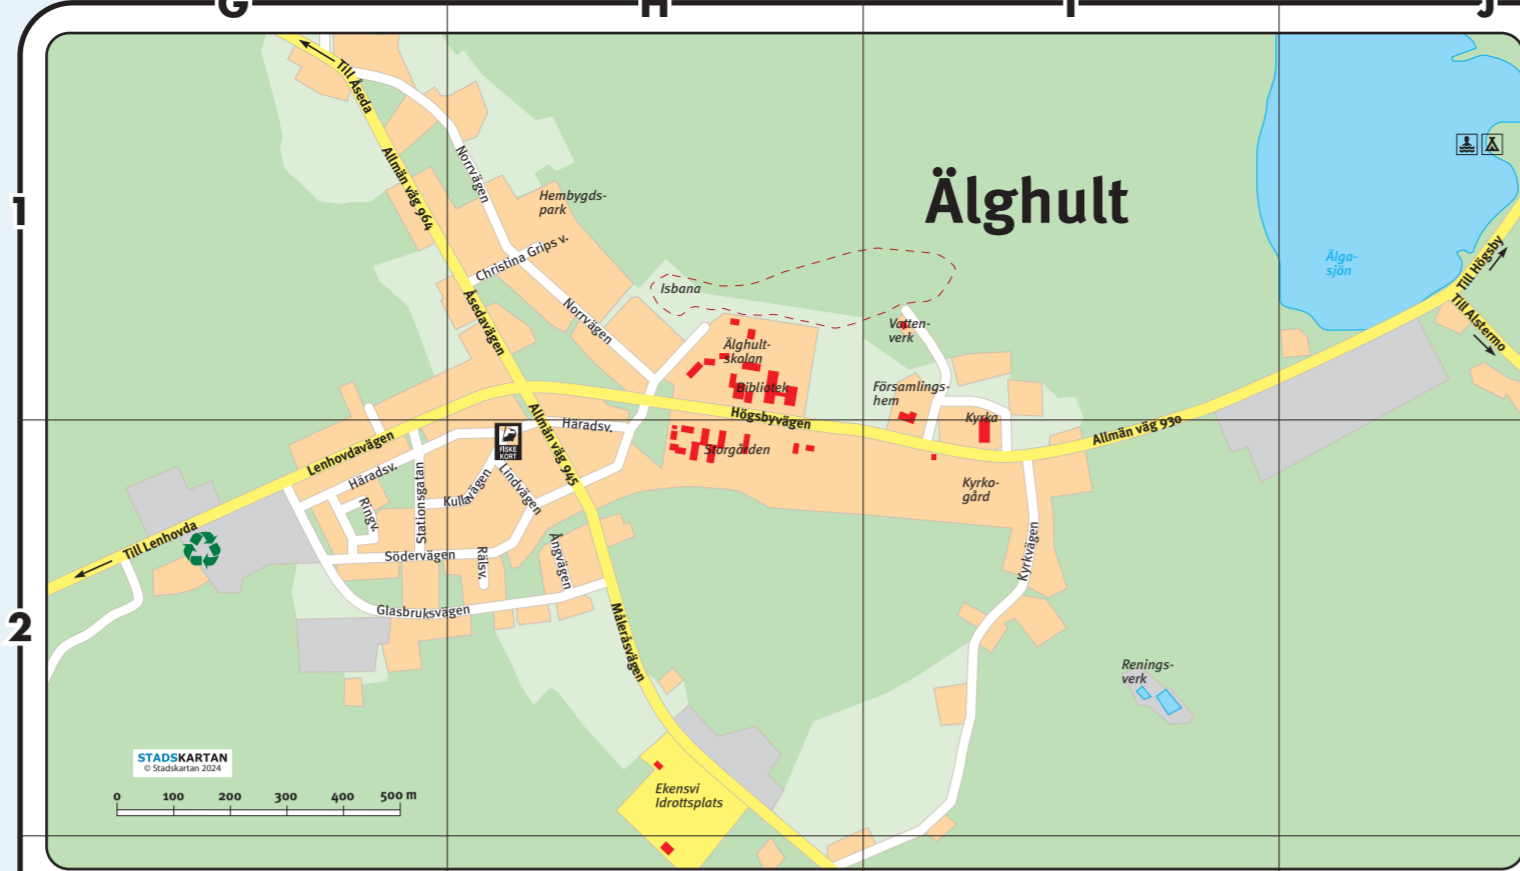 G
H
I
J
1
2
Till Åseda
Allmän väg 964
Norrvägen
Hembygds-
park
Christina Grips v.
Åsedavägen
Norrvägen
Isbana
Älghult
Älga-
sjön
Till Högsby
Till Alstermo
Vatten-
verk
Älghult-
skolan
Bibliotek
Församlings-
hem
Kyrka
Högsbyvägen
Allmän väg 930
Häradsv.
Allmän väg 945
Storgården
FISKE
KORT
Lenhovdavägen
Häradsv.
Stationsgatan
Kullavägen
Lindvägen
Ringv.
Kyrko-
gård
Till Lenhovda
Södervägen
Rälsv.
Ängvägen
Kyrkvägen
Glasbruksvägen
Måleråsvägen
Renings-
verk
STADSKARTAN
© Stadskartan 2024
0 100 200 300 400 500 m
Ekensvi
Idrottsplats